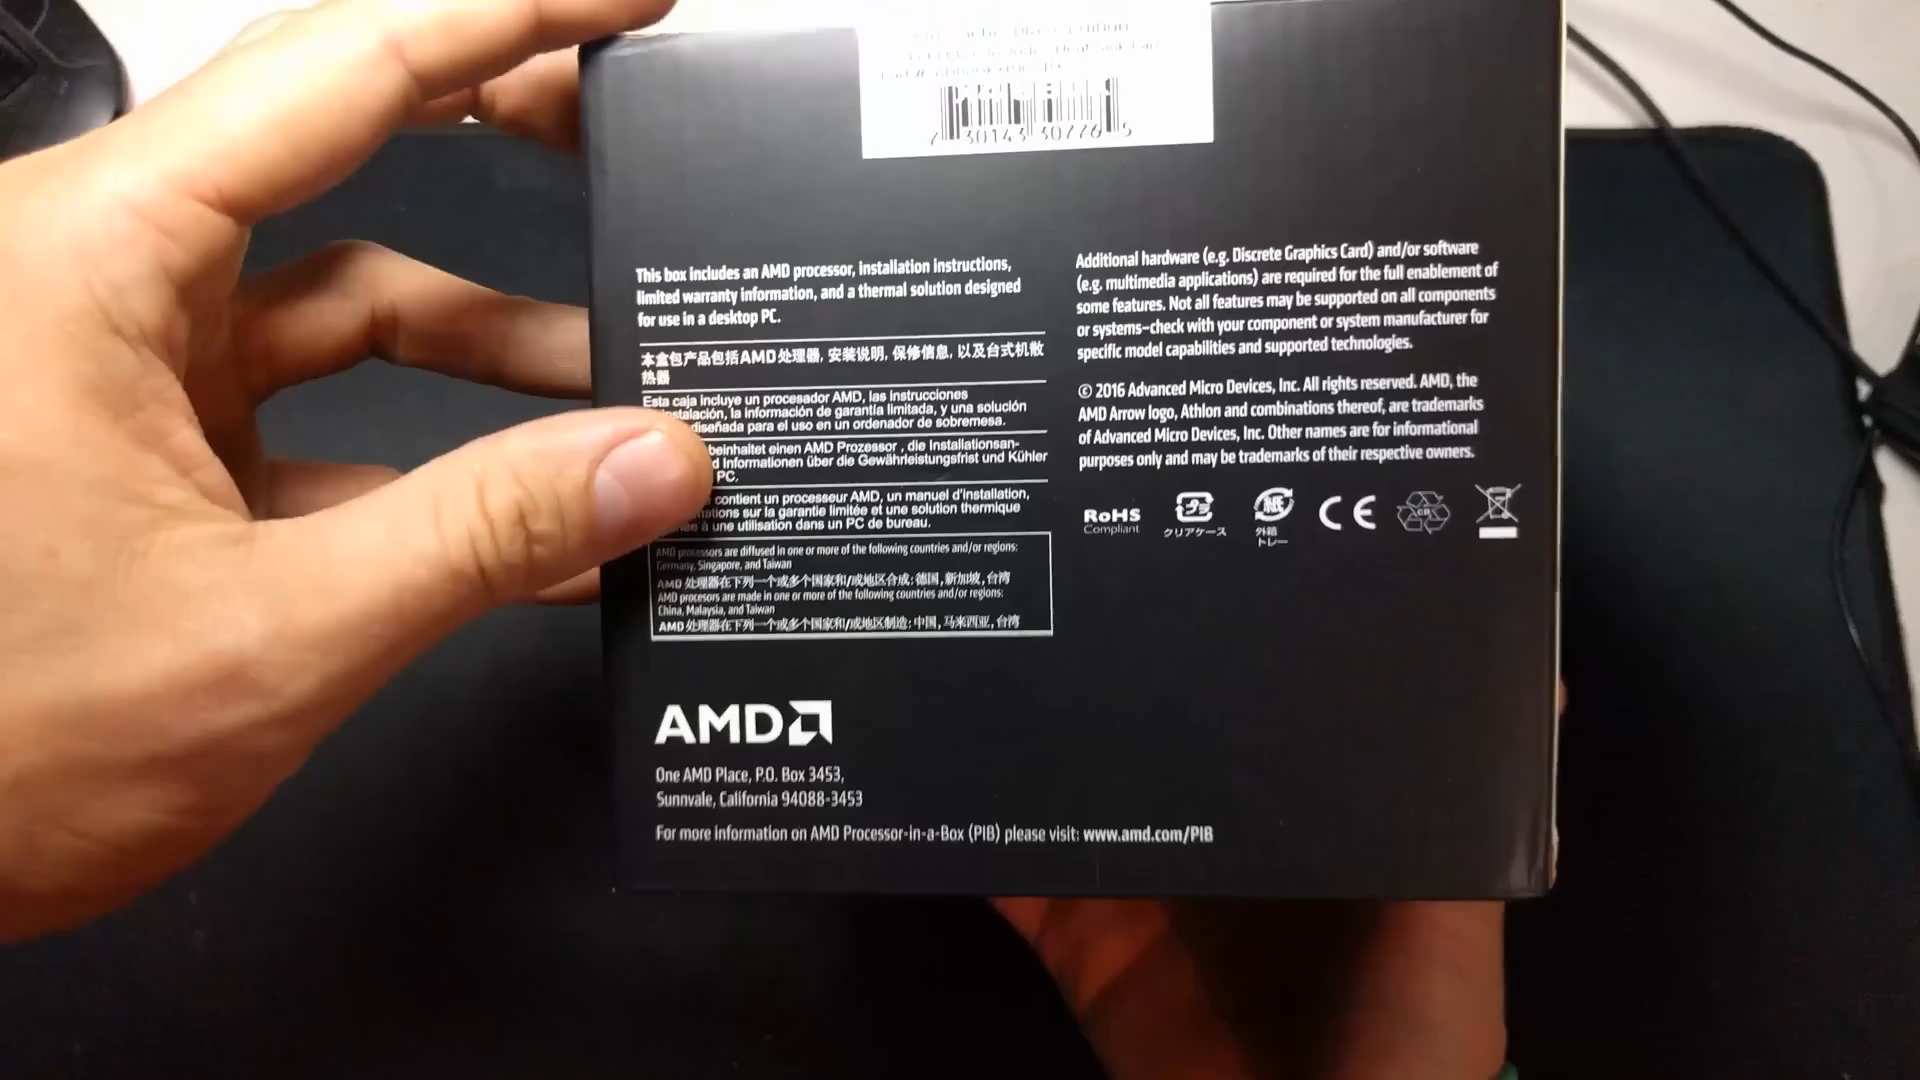 7 30143 30776 5
This box includes an AMD processor, installation instructions,
limited warranty information, and a thermal solution designed
for use in a desktop PC.
本盒包产品包括AMD处理器, 安装说明, 保修信息, 以及台式机散
热器
Esta caja incluye un procesador AMD, las instrucciones
instalación, la información de garantía limitada, y una solución
diseñada para el uso en un ordenador de sobremesa.
beinhaltet einen AMD Prozessor , die Installationsan-
d Informationen über die Gewährleistungsfrist und Kühler
PC.
contient un processeur AMD, un manuel d'installation,
ations sur la garantie limitée et une solution thermique
à une utilisation dans un PC de bureau.
AMD processors are diffused in one or more of the following countries and/or regions:
Germany, Singapore, and Taiwan
AMD 处理器在下列一个或多个国家和/或地区合成: 德国, 新加坡, 台湾
AMD procesors are made in one or more of the following countries and/or regions:
China, Malaysia, and Taiwan
AMD 处理器在下列一个或多个国家和/或地区制造: 中国, 马来西亚, 台湾
AMD
One AMD Place, P.O. Box 3453,
Sunnvale, California 94088-3453
For more information on AMD Processor-in-a-Box (PIB) please visit: www.amd.com/PIB
Additional hardware (e.g. Discrete Graphics Card) and/or software
(e.g. multimedia applications) are required for the full enablement of
some features. Not all features may be supported on all components
or systems–check with your component or system manufacturer for
specific model capabilities and supported technologies.
© 2016 Advanced Micro Devices, Inc. All rights reserved. AMD, the
AMD Arrow logo, Athlon and combinations thereof, are trademarks
of Advanced Micro Devices, Inc. Other names are for informational
purposes only and may be trademarks of their respective owners.
RoHS
Compliant
プラ
クリアケース
紙
外箱
トレー
CE